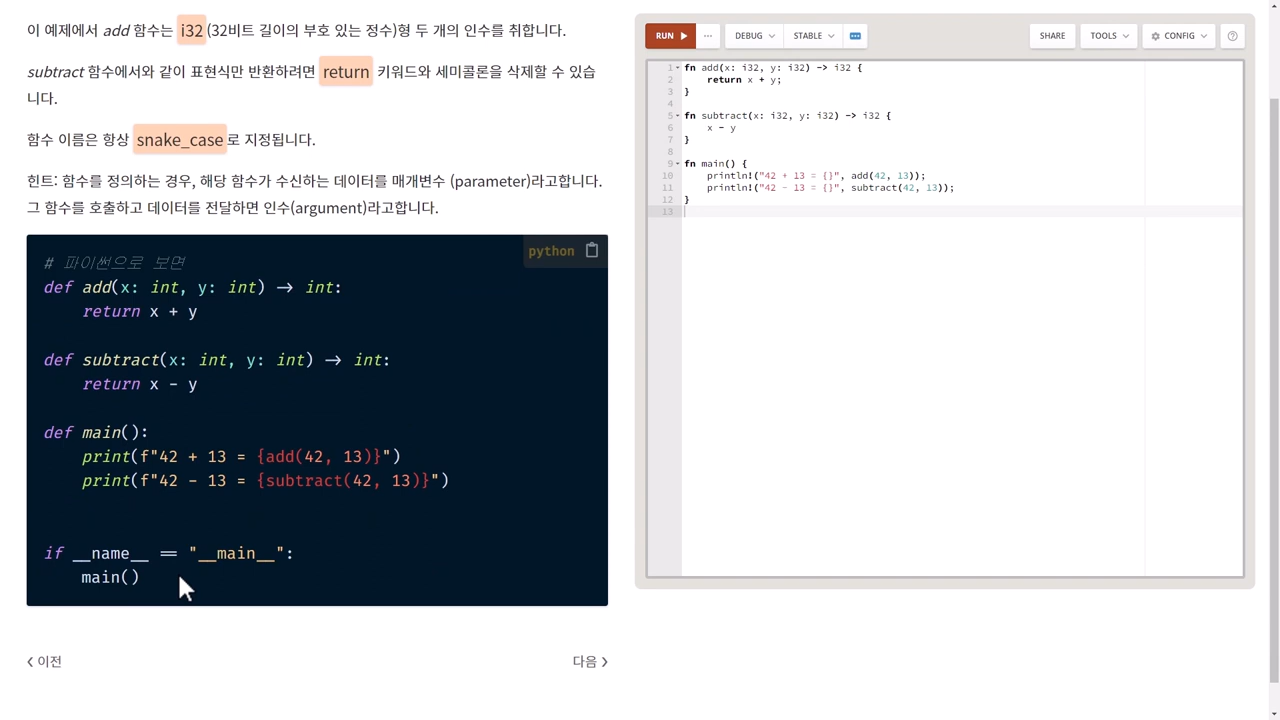 이 예제에서 add 함수는 i32 (32비트 길이의 부호 있는 정수)형 두 개의 인수를 취합니다.
subtract 함수에서와 같이 표현식만 반환하려면 return 키워드와 세미콜론을 삭제할 수 있습
니다.
함수 이름은 항상 snake_case 로 지정됩니다.
힌트: 함수를 정의하는 경우, 해당 함수가 수신하는 데이터를 매개변수 (parameter)라고합니다.
그 함수를 호출하고 데이터를 전달하면 인수(argument)라고합니다.
python
# 파이썬으로 보면
def add(x: int, y: int) -> int:
    return x + y
def subtract(x: int, y: int) -> int:
    return x - y
def main():
    print(f"42 + 13 = {add(42, 13)}")
    print(f"42 - 13 = {subtract(42, 13)}")
if __name__ == "__main__":
    main()
이전
다음
RUN
DEBUG
STABLE
SHARE
TOOLS
CONFIG
1 fn add(x: i32, y: i32) -> i32 {
2     return x + y;
3 }
4
5 fn subtract(x: i32, y: i32) -> i32 {
6     x - y
7 }
8
9 fn main() {
10     println!("42 + 13 = {}", add(42, 13));
11     println!("42 - 13 = {}", subtract(42, 13));
12 }
13